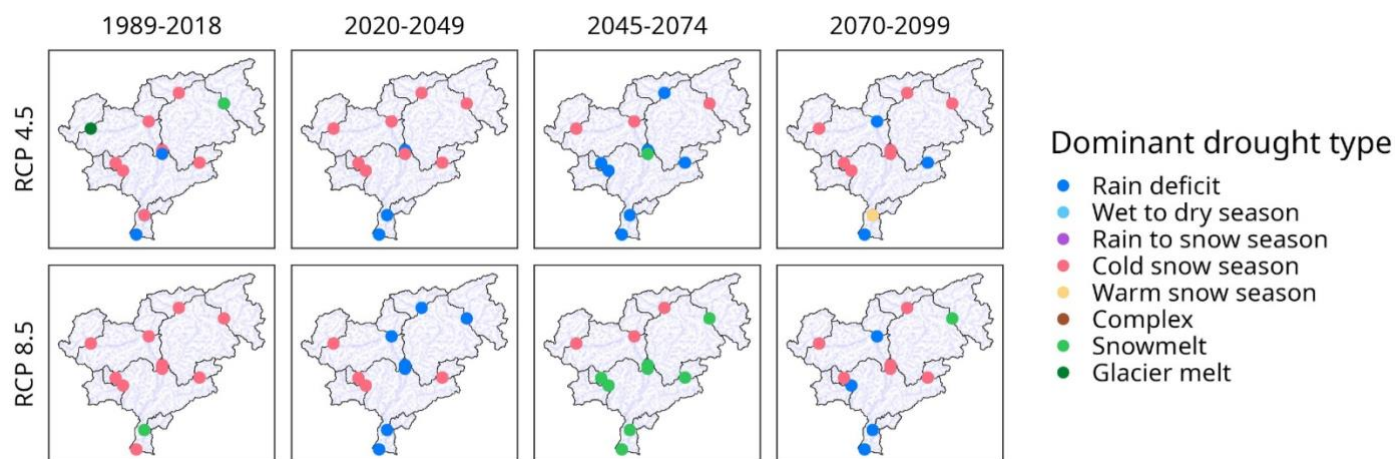 1989-2018
2020-2049
2045-2074
2070-2099
RCP 4.5
RCP 8.5
Dominant drought type
Rain deficit
Wet to dry season
Rain to snow season
Cold snow season
Warm snow season
Complex
Snowmelt
Glacier melt